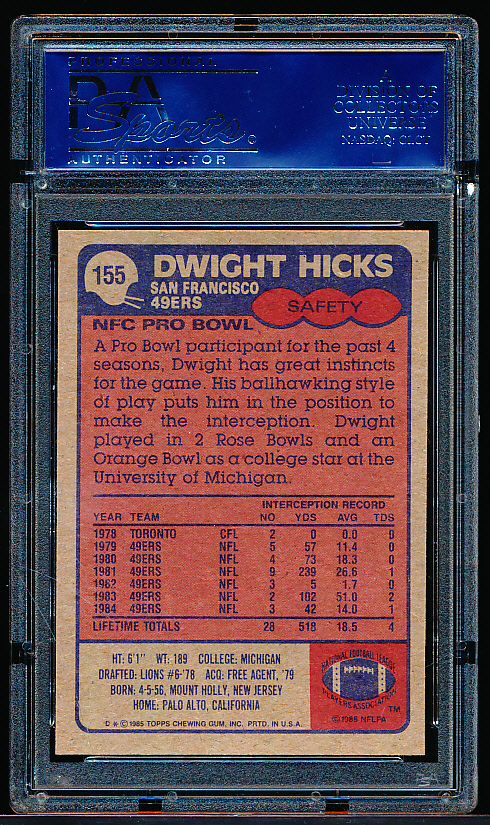 PROFESSIONAL
PSA
Sports.
AUTHENTICATOR
A
DIVISION OF
COLLECTORS
UNIVERSE
NASDAQ: CLCT
155
DWIGHT HICKS
SAN FRANCISCO
49ERS
SAFETY
NFC PRO BOWL
A Pro Bowl participant for the past 4
seasons, Dwight has great instincts
for the game. His ballhawking style
of play puts him in the position to
make the interception. Dwight
played in 2 Rose Bowls and an
Orange Bowl as a college star at the
University of Michigan.
INTERCEPTION RECORD
YEAR TEAM NO YDS AVG TDS
1978 TORONTO CFL 2 0 0.0 0
1979 49ERS NFL 5 57 11.4 0
1980 49ERS NFL 4 73 18.3 0
1981 49ERS NFL 9 239 26.6 1
1982 49ERS NFL 3 5 1.7 0
1983 49ERS NFL 2 102 51.0 2
1984 49ERS NFL 3 42 14.0 1
LIFETIME TOTALS 28 518 18.5 4
HT: 6'1" WT: 189 COLLEGE: MICHIGAN
DRAFTED: LIONS #6-'78 ACQ: FREE AGENT, '79
BORN: 4-5-56, MOUNT HOLLY, NEW JERSEY
HOME: PALO ALTO, CALIFORNIA
D * © 1985 TOPPS CHEWING GUM, INC. PRTD. IN U.S.A.
NATIONAL FOOTBALL LEAGUE
PLAYERS ASSOCIATION
TM
© 1985 NFLPA